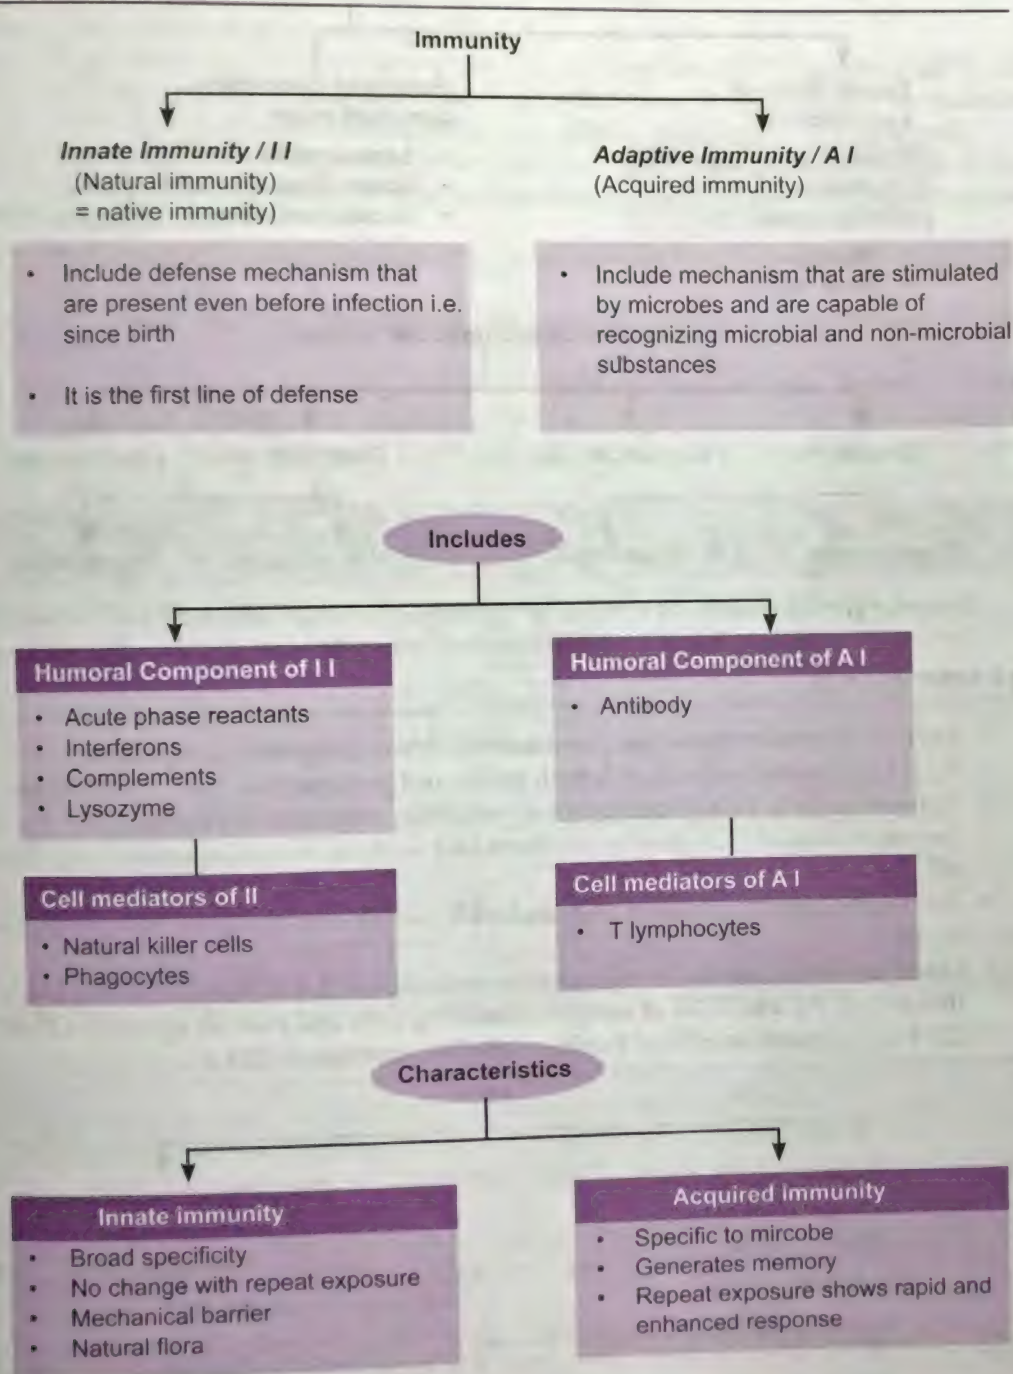 Immunity
Innate Immunity / I I
(Natural immunity)
= native immunity)
Adaptive Immunity / A I
(Acquired immunity)
• Include defense mechanism that
are present even before infection i.e.
since birth
• It is the first line of defense
• Include mechanism that are stimulated
by microbes and are capable of
recognizing microbial and non-microbial
substances
Includes
Humoral Component of I I
• Acute phase reactants
• Interferons
• Complements
• Lysozyme
Humoral Component of A I
• Antibody
Cell mediators of II
• Natural killer cells
• Phagocytes
Cell mediators of A I
• T lymphocytes
Characteristics
Innate immunity
• Broad specificity
• No change with repeat exposure
• Mechanical barrier
• Natural flora
Acquired immunity
• Specific to mircobe
• Generates memory
• Repeat exposure shows rapid and
enhanced response